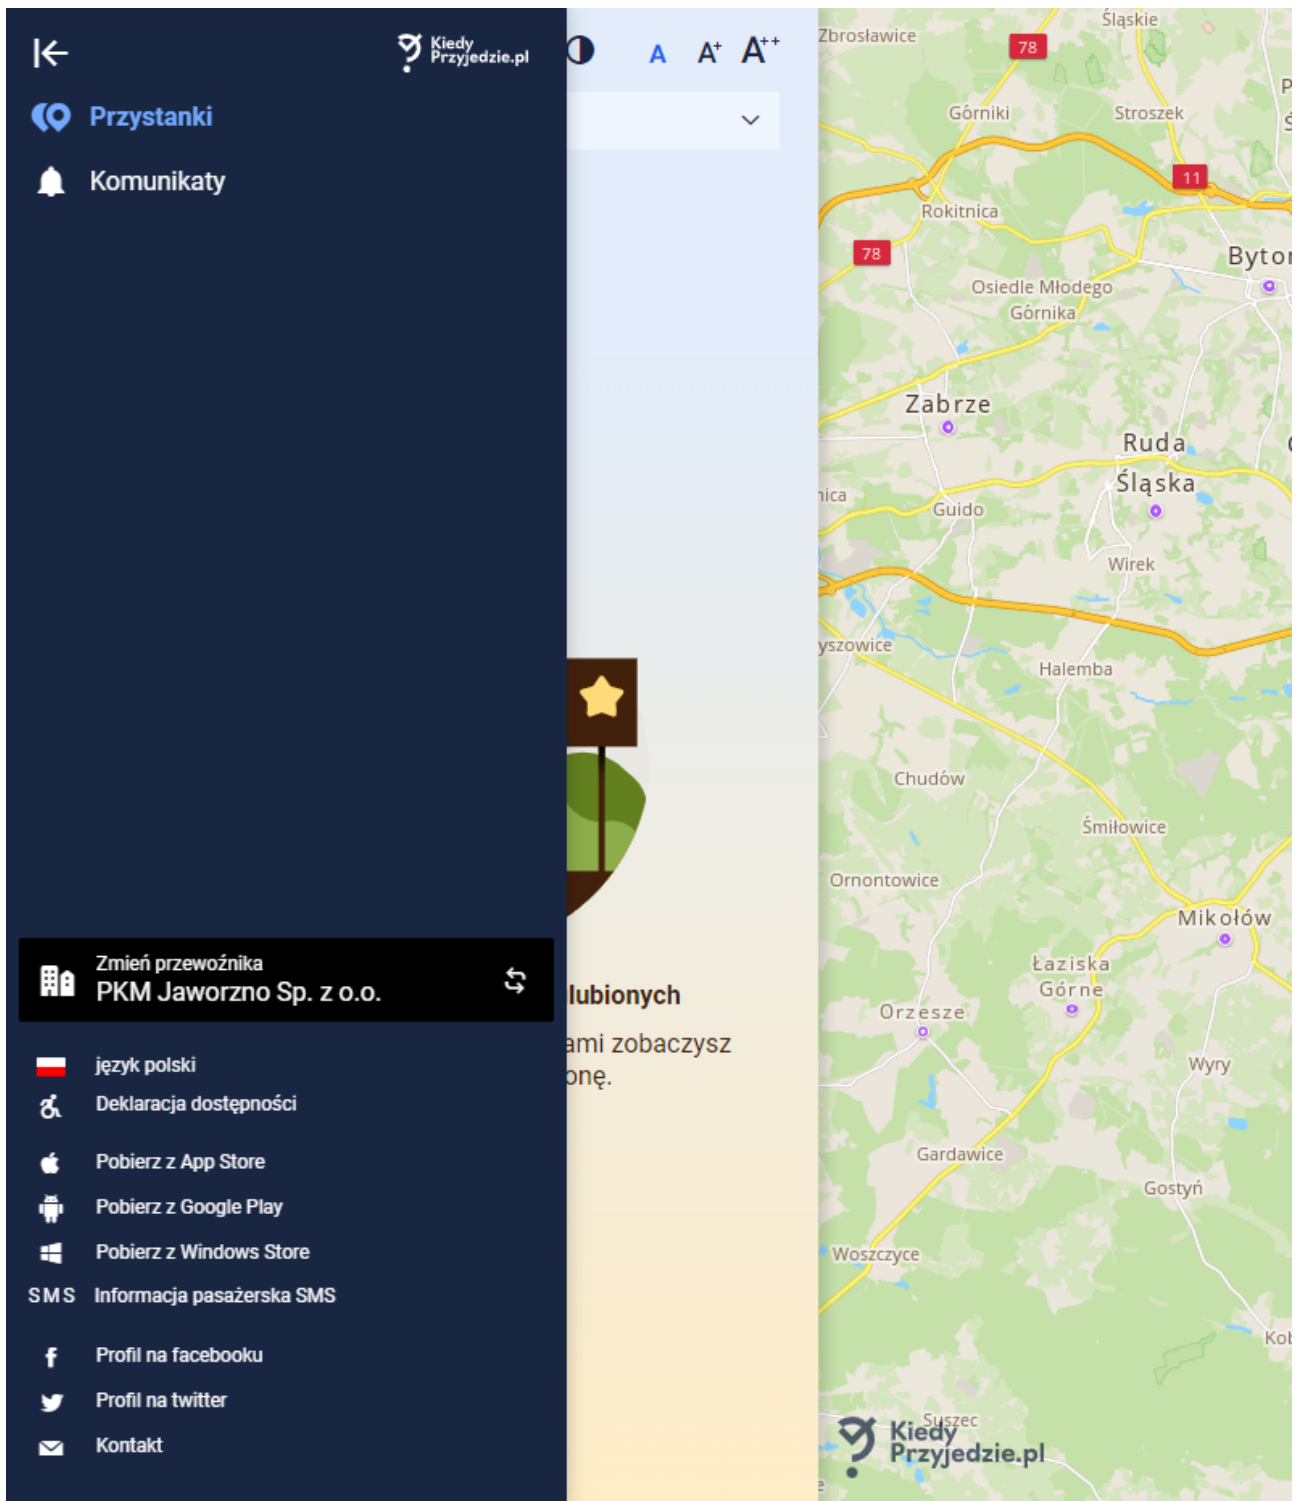 Kiedy
Przyjedzie.pl
Przystanki
Komunikaty
Zmień przewoźnika
PKM Jaworzno Sp. z o.o.
język polski
Deklaracja dostępności
Pobierz z App Store
Pobierz z Google Play
Pobierz z Windows Store
SMS Informacja pasażerska SMS
Profil na facebooku
Profil na twitter
Kontakt
A A+ A++
lubionych
ami zobaczysz
onę.
Śląskie
Zbrosławice
78
Górniki
Stroszek
11
Rokitnica
78
Bytom
Osiedle Młodego
Górnika
Zabrze
Ruda
Śląska
nica
Guido
Wirek
yszowice
Halemba
Chudów
Śmiłowice
Ornontowice
Mikołów
Łaziska
Górne
Orzesze
Wyry
Gardawice
Gostyń
Woszczyce
Kob
Suszec
Kiedy
Przyjedzie.pl